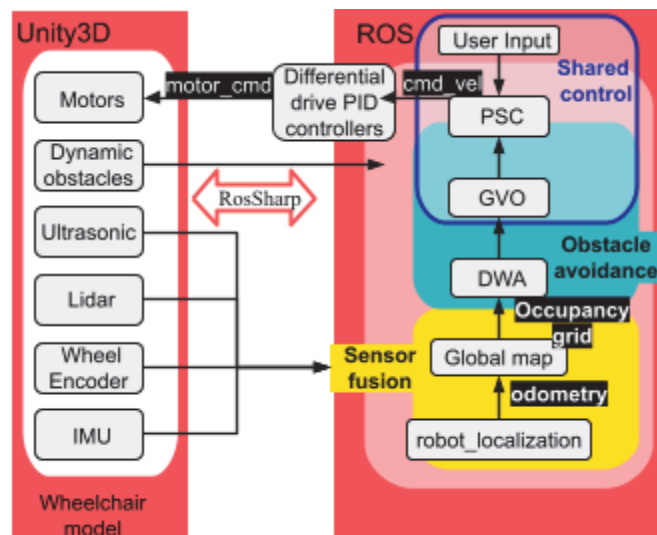 Unity3D
Motors
Dynamic
obstacles
Ultrasonic
Lidar
Wheel
Encoder
IMU
Wheelchair
model
motor_cmd
Differential
drive PID
controllers
cmd_vel
RosSharp
ROS
User Input
Shared
control
PSC
GVO
Obstacle
avoidance
DWA
Occupancy
grid
Sensor
fusion
Global map
odometry
robot_localization